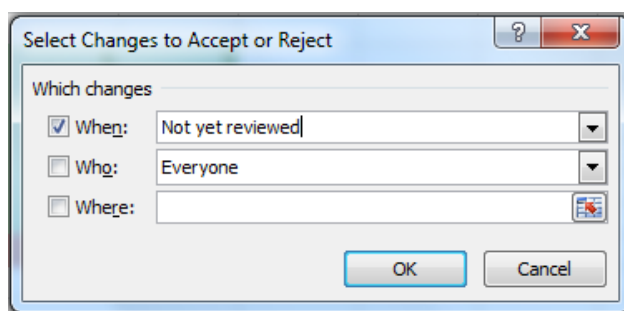 Select Changes to Accept or Reject
Which changes
When: Not yet reviewed
Who: Everyone
Where:
OK Cancel